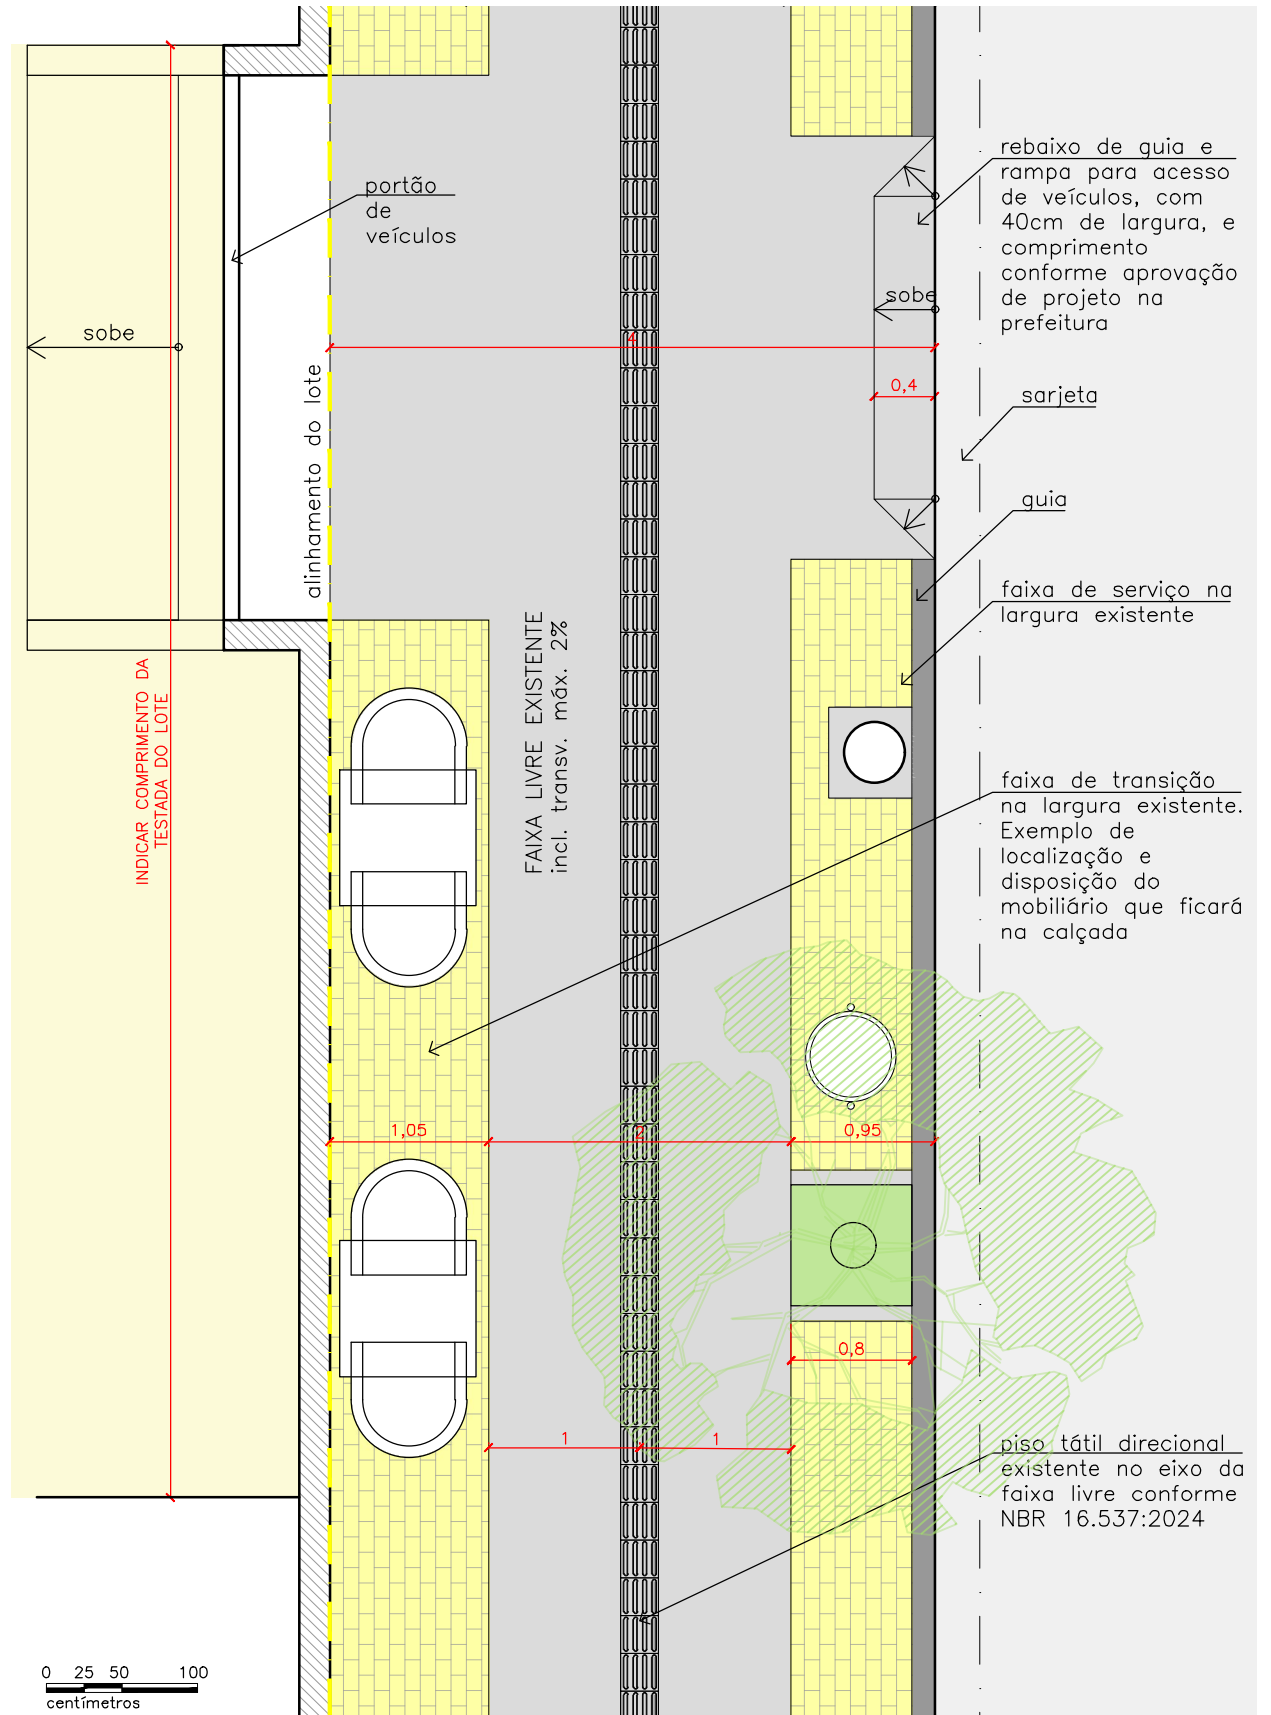 rebaixo de guia e
rampa para acesso
de veículos, com
40cm de largura, e
comprimento
conforme aprovação
de projeto na
prefeitura
portão
de
veículos
sobe
sobe
4
0,4
alinhamento do lote
sarjeta
guia
faixa de serviço na
largura existente
FAIXA LIVRE EXISTENTE
incl. transv. máx. 2%
INDICAR COMPRIMENTO DA
TESTADA DO LOTE
faixa de transição
na largura existente.
Exemplo de
localização e
disposição do
mobiliário que ficará
na calçada
1,05
2
0,95
0,8
1
1
piso tátil direcional
existente no eixo da
faixa livre conforme
NBR 16.537:2024
0 25 50 100
centímetros